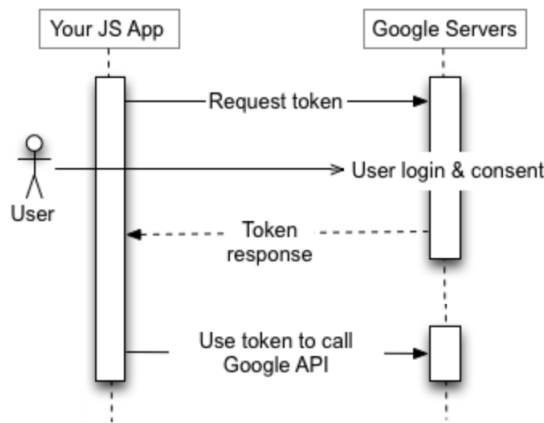 Your JS App
Google Servers
Request token
User login & consent
User
Token
response
Use token to call
Google API